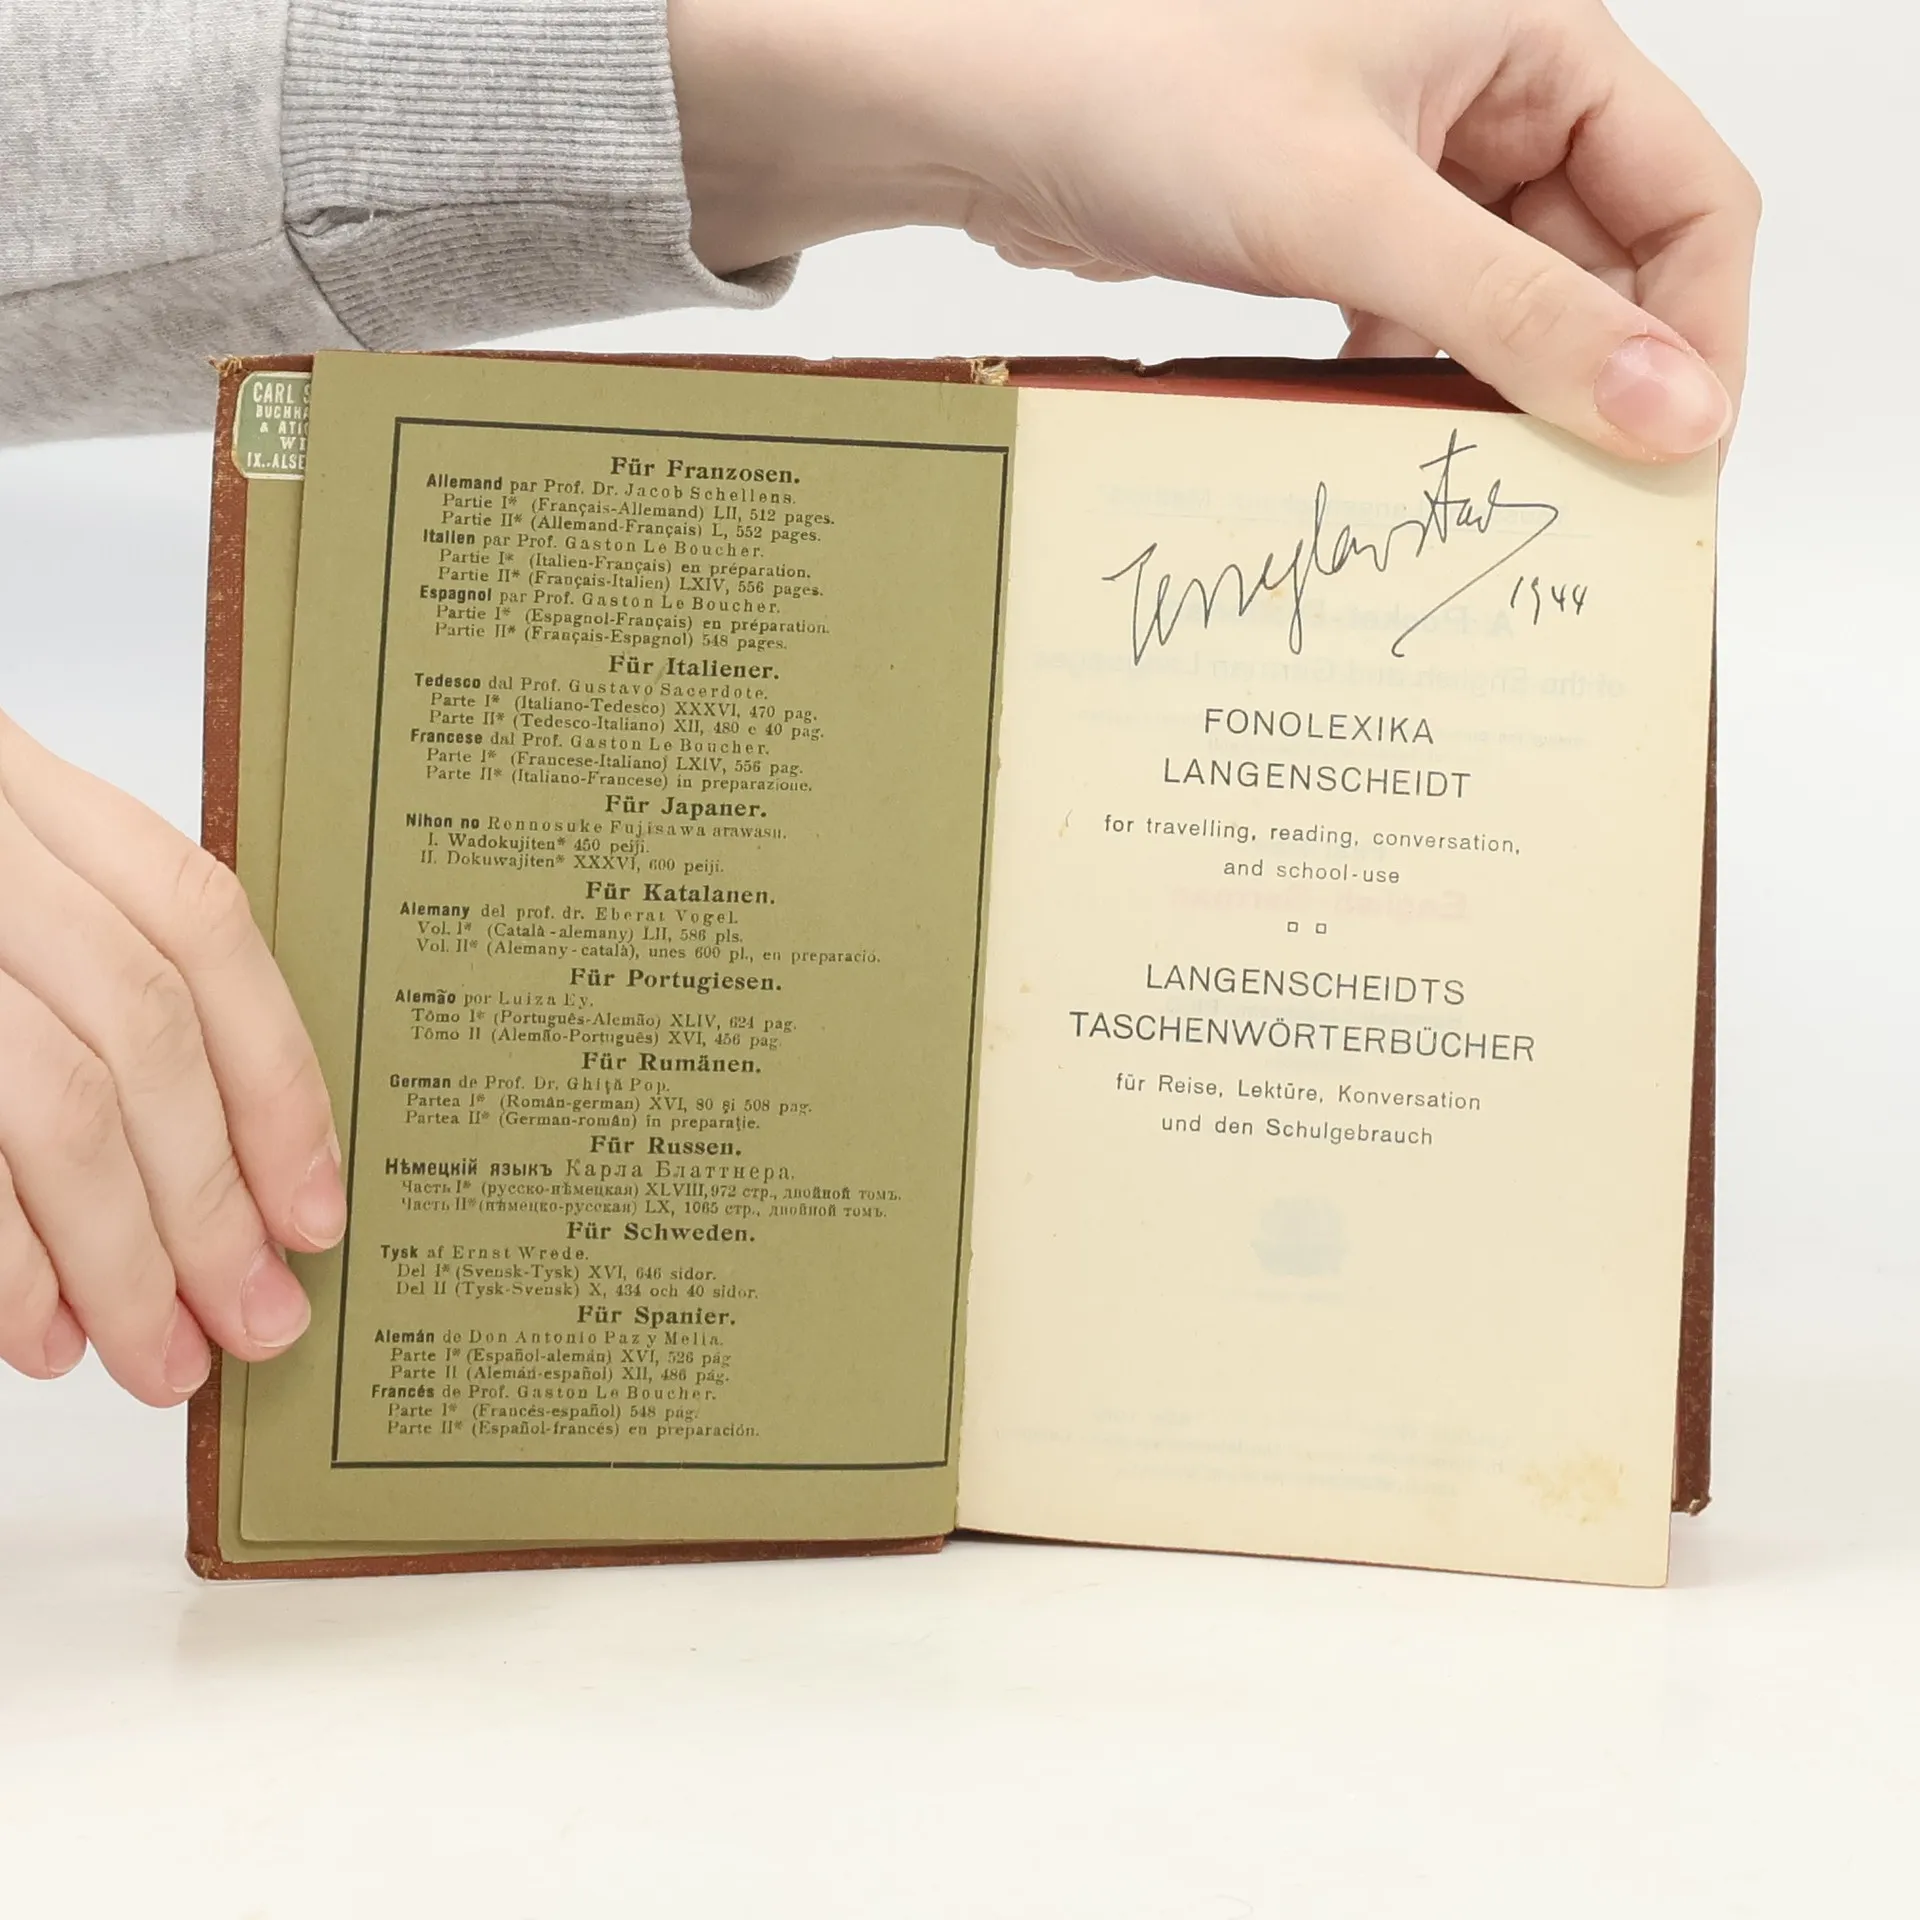 CARL S
BUCHHA
& ATI
WI
IX., ALSE
Für Franzosen.
Allemand par Prof. Dr. Jacob Schellens.
Partie I* (Français-Allemand) LII, 512 pages.
Partie II* (Allemand-Français) L, 552 pages.
Italien par Prof. Gaston Le Boucher.
Partie I* (Italien-Français) en préparation.
Partie II* (Français-Italien) LXIV, 556 pages.
Espagnol par Prof. Gaston Le Boucher.
Partie I* (Espagnol-Français) en préparation.
Partie II* (Français-Espagnol) 548 pages.
Für Italiener.
Tedesco dal Prof. Gustavo Sacerdote.
Parte I* (Italiano-Tedesco) XXXVI, 470 pag.
Parte II* (Tedesco-Italiano) XII, 480 e 40 pag.
Francese dal Prof. Gaston Le Boucher.
Parte I* (Francese-Italiano) LXIV, 556 pag.
Parte II* (Italiano-Francese) in preparazione.
Für Japaner.
Nihon no Rennosuke Fujisawa arawasu.
I. Wadokujiten* 450 peiji.
II. Dokuwajiten* XXXVI, 600 peiji.
Für Katalanen.
Alemany del prof. dr. Eberat Vogel.
Vol. I* (Català-alemany) LII, 586 pls.
Vol. II* (Alemany-català), unes 600 pl., en preparació.
Für Portugiesen.
Alemão por Luiza Ey.
Tômo I* (Português-Alemão) XLIV, 624 pag.
Tômo II (Alemão-Português) XVI, 456 pag.
Für Rumänen.
German de Prof. Dr. Ghiţă Pop.
Partea I* (Român-german) XVI, 80 şi 508 pag.
Partea II* (German-român) în preparaţie.
Für Russen.
Нѣмецкій языкъ Карла Блаттнера.
Часть I* (русско-нѣмецкая) XLVIII, 972 стр., двойной томъ.
Часть II* (нѣмецко-русская) LX, 1065 стр., двойной томъ.
Für Schweden.
Tysk af Ernst Wrede.
Del I* (Svensk-Tysk) XVI, 646 sidor.
Del II (Tysk-Svensk) X, 434 och 40 sidor.
Für Spanier.
Alemán de Don Antonio Paz y Melia.
Parte I* (Español-alemán) XVI, 526 pág
Parte II (Alemán-español) XII, 486 pág.
Francés de Prof. Gaston Le Boucher.
Parte I* (Francés-español) 548 pág.
Parte II* (Español-francés) en preparación.
1944
FONOLEXIKA
LANGENSCHEIDT
for travelling, reading, conversation,
and school-use
LANGENSCHEIDTS
TASCHENWÖRTERBÜCHER
für Reise, Lektüre, Konversation
und den Schulgebrauch